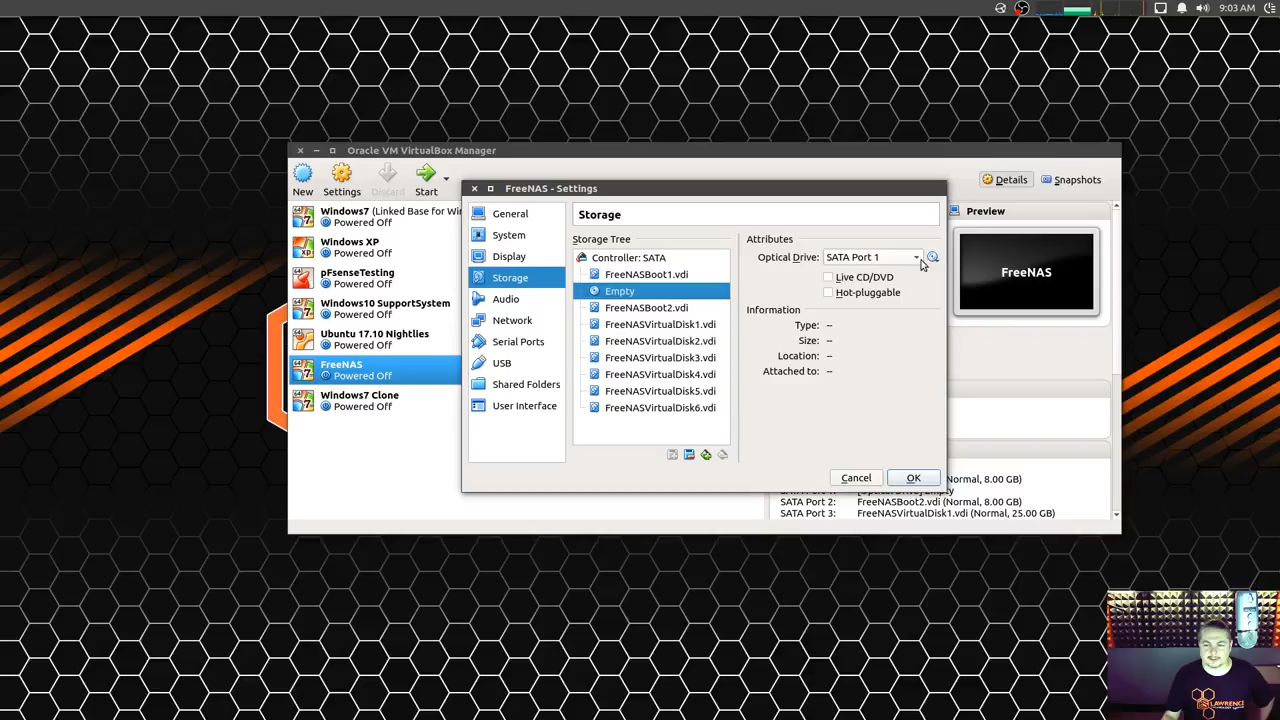 9:03 AM
Oracle VM VirtualBox Manager
New
Settings
Discard
Start
Details
Snapshots
Windows7 (Linked Base for Wir
Powered Off
Windows XP
Powered Off
pFsenseTesting
Powered Off
Windows10 SupportSystem
Powered Off
Ubuntu 17.10 Nightlies
Powered Off
FreeNAS
Powered Off
Windows7 Clone
Powered Off
FreeNAS - Settings
General
System
Display
Storage
Audio
Network
Serial Ports
USB
Shared Folders
User Interface
Storage
Storage Tree
Controller: SATA
FreeNASBoot1.vdi
Empty
FreeNASBoot2.vdi
FreeNASVirtualDisk1.vdi
FreeNASVirtualDisk2.vdi
FreeNASVirtualDisk3.vdi
FreeNASVirtualDisk4.vdi
FreeNASVirtualDisk5.vdi
FreeNASVirtualDisk6.vdi
Attributes
Optical Drive: SATA Port 1
Live CD/DVD
Hot-pluggable
Information
Type: --
Size: --
Location: --
Attached to: --
Cancel
OK
Preview
FreeNAS
(Normal, 8.00 GB)
Empty
SATA Port 2: FreeNASBoot2.vdi (Normal, 8.00 GB)
SATA Port 3: FreeNASVirtualDisk1.vdi (Normal, 25.00 GB)
LAWRENCE